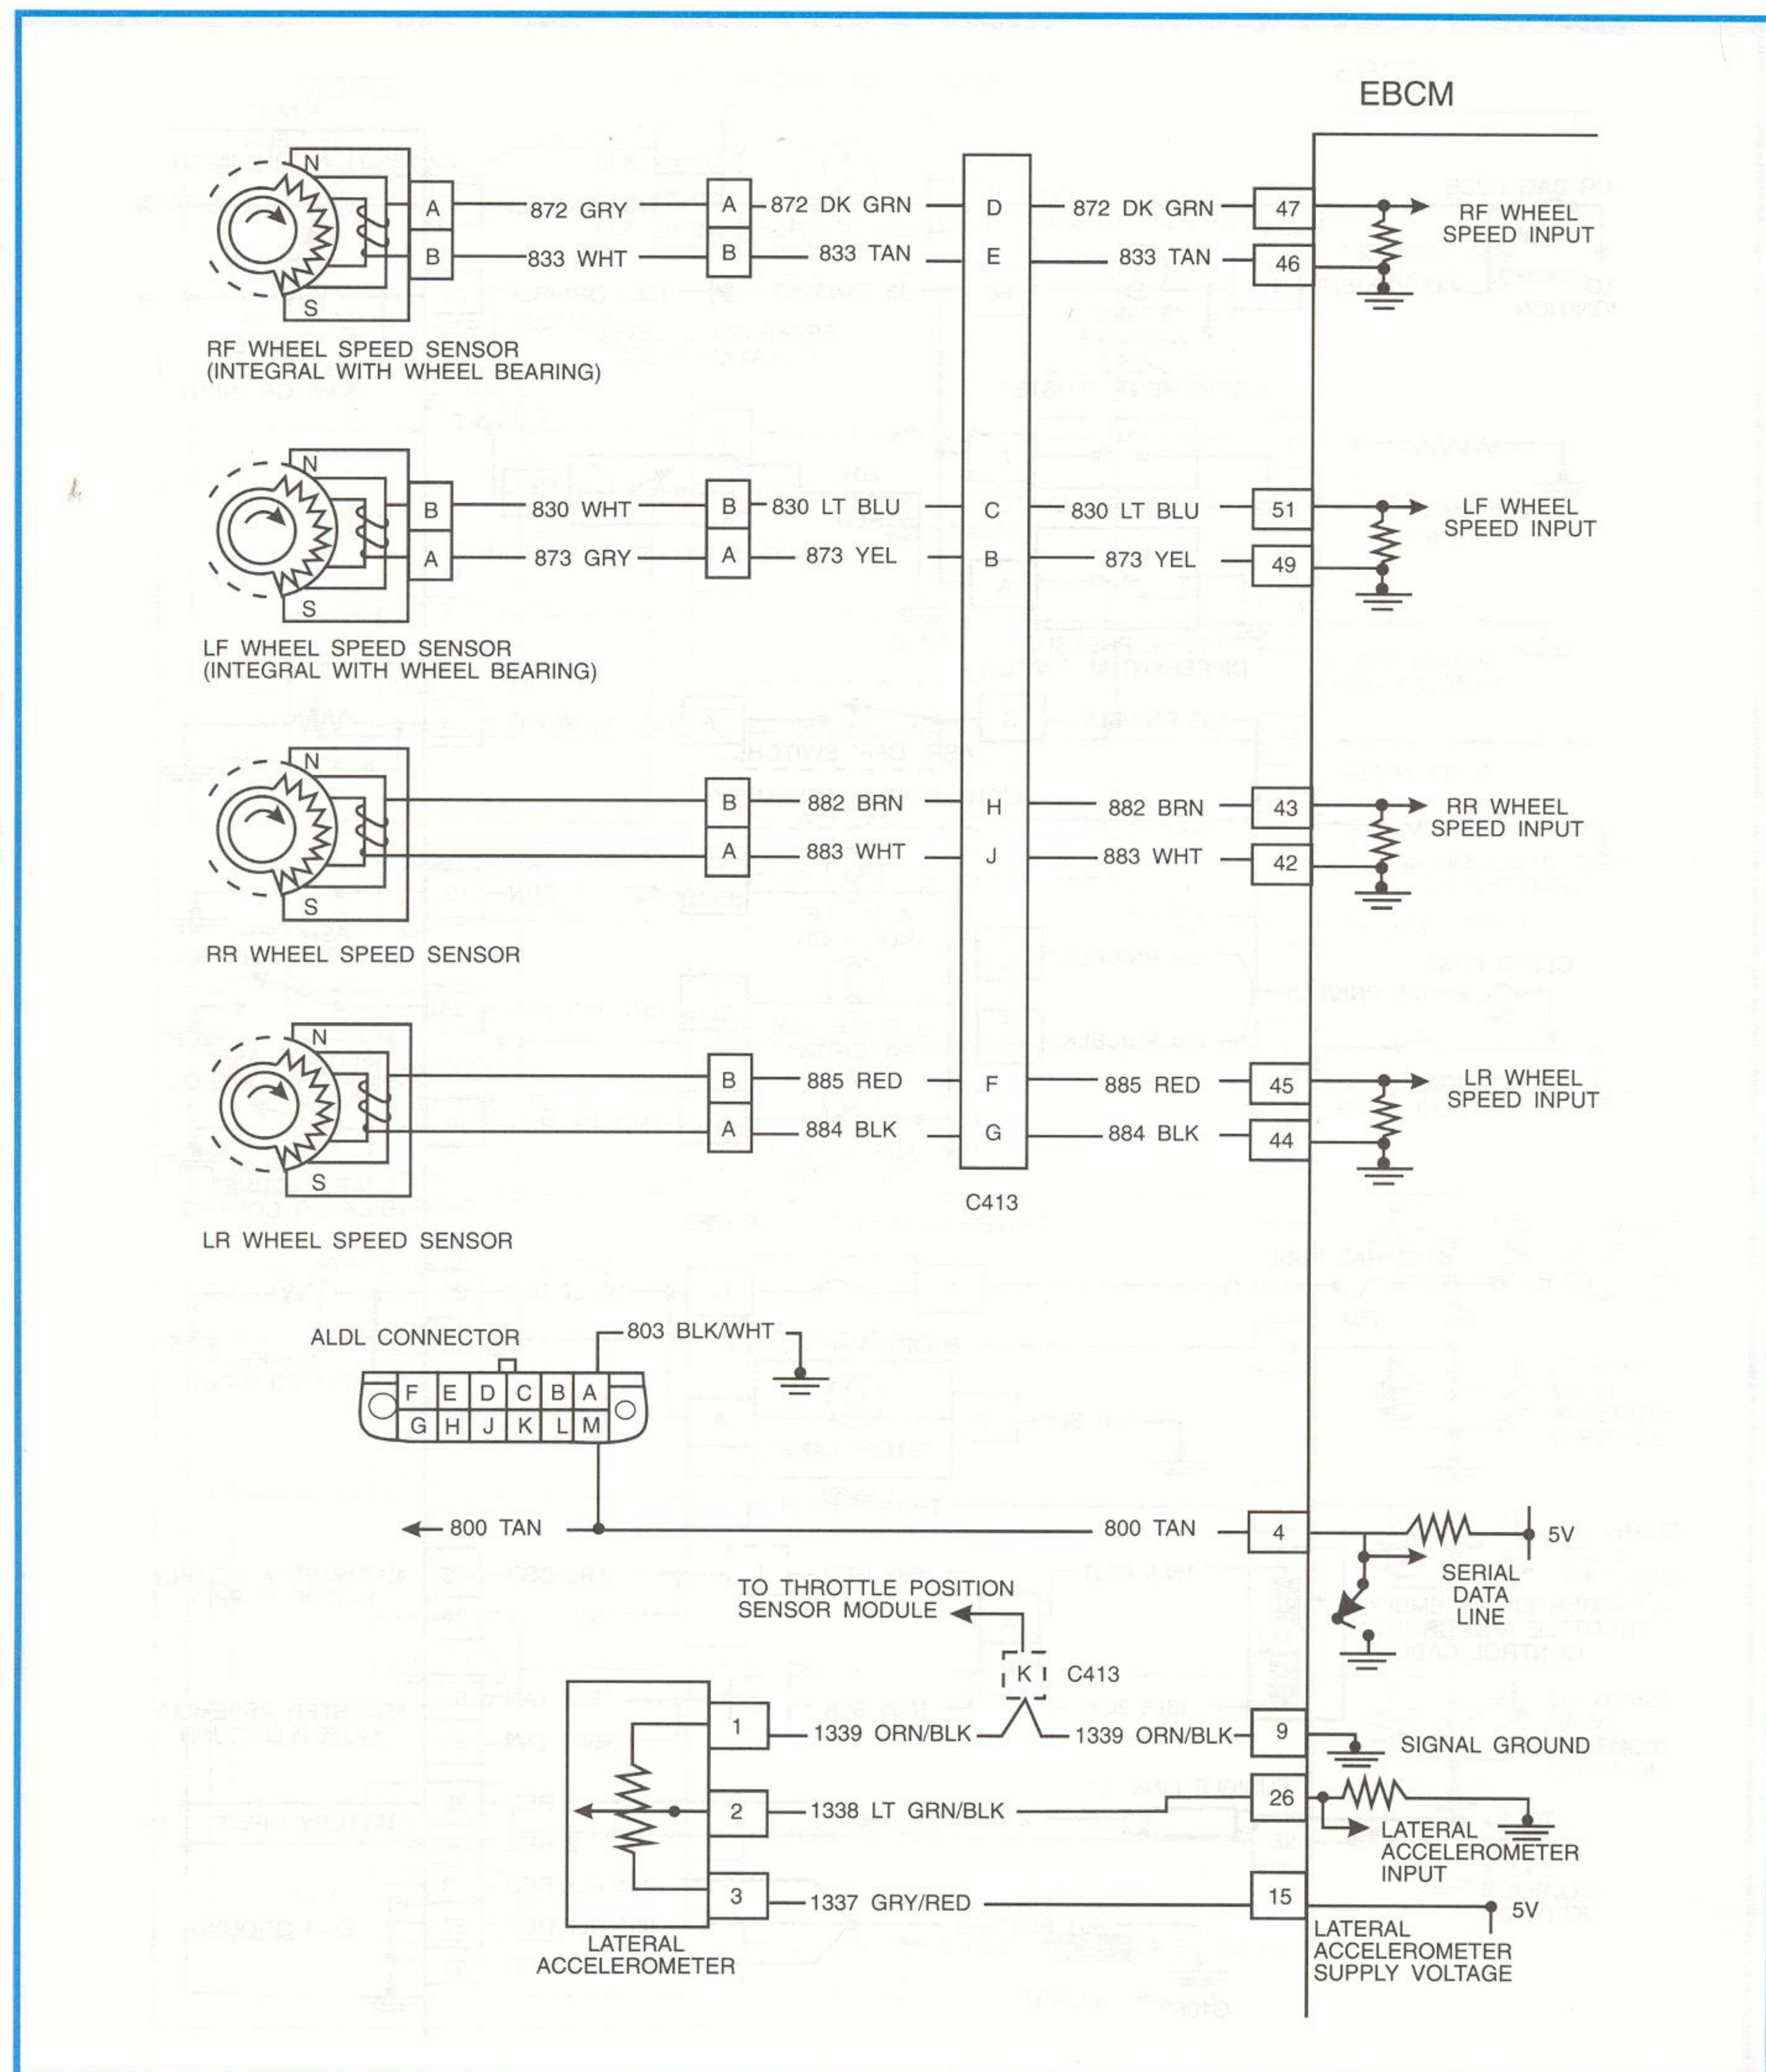 EBCM
N
S
A
B
872 GRY
833 WHT
A
B
872 DK GRN
833 TAN
D
E
872 DK GRN
833 TAN
47
46
RF WHEEL
SPEED INPUT
RF WHEEL SPEED SENSOR
(INTEGRAL WITH WHEEL BEARING)
N
S
B
A
830 WHT
873 GRY
B
A
830 LT BLU
873 YEL
C
B
830 LT BLU
873 YEL
51
49
LF WHEEL
SPEED INPUT
LF WHEEL SPEED SENSOR
(INTEGRAL WITH WHEEL BEARING)
N
S
B
A
882 BRN
883 WHT
H
J
882 BRN
883 WHT
43
42
RR WHEEL
SPEED INPUT
RR WHEEL SPEED SENSOR
N
S
B
A
885 RED
884 BLK
F
G
885 RED
884 BLK
45
44
LR WHEEL
SPEED INPUT
C413
LR WHEEL SPEED SENSOR
ALDL CONNECTOR
803 BLK/WHT
F E D C B A
G H J K L M
800 TAN
800 TAN
4
5V
SERIAL
DATA
LINE
TO THROTTLE POSITION
SENSOR MODULE
K
C413
1
1339 ORN/BLK
1339 ORN/BLK
9
SIGNAL GROUND
2
1338 LT GRN/BLK
26
LATERAL
ACCELEROMETER
INPUT
3
1337 GRY/RED
15
5V
LATERAL
ACCELEROMETER
SUPPLY VOLTAGE
LATERAL
ACCELEROMETER